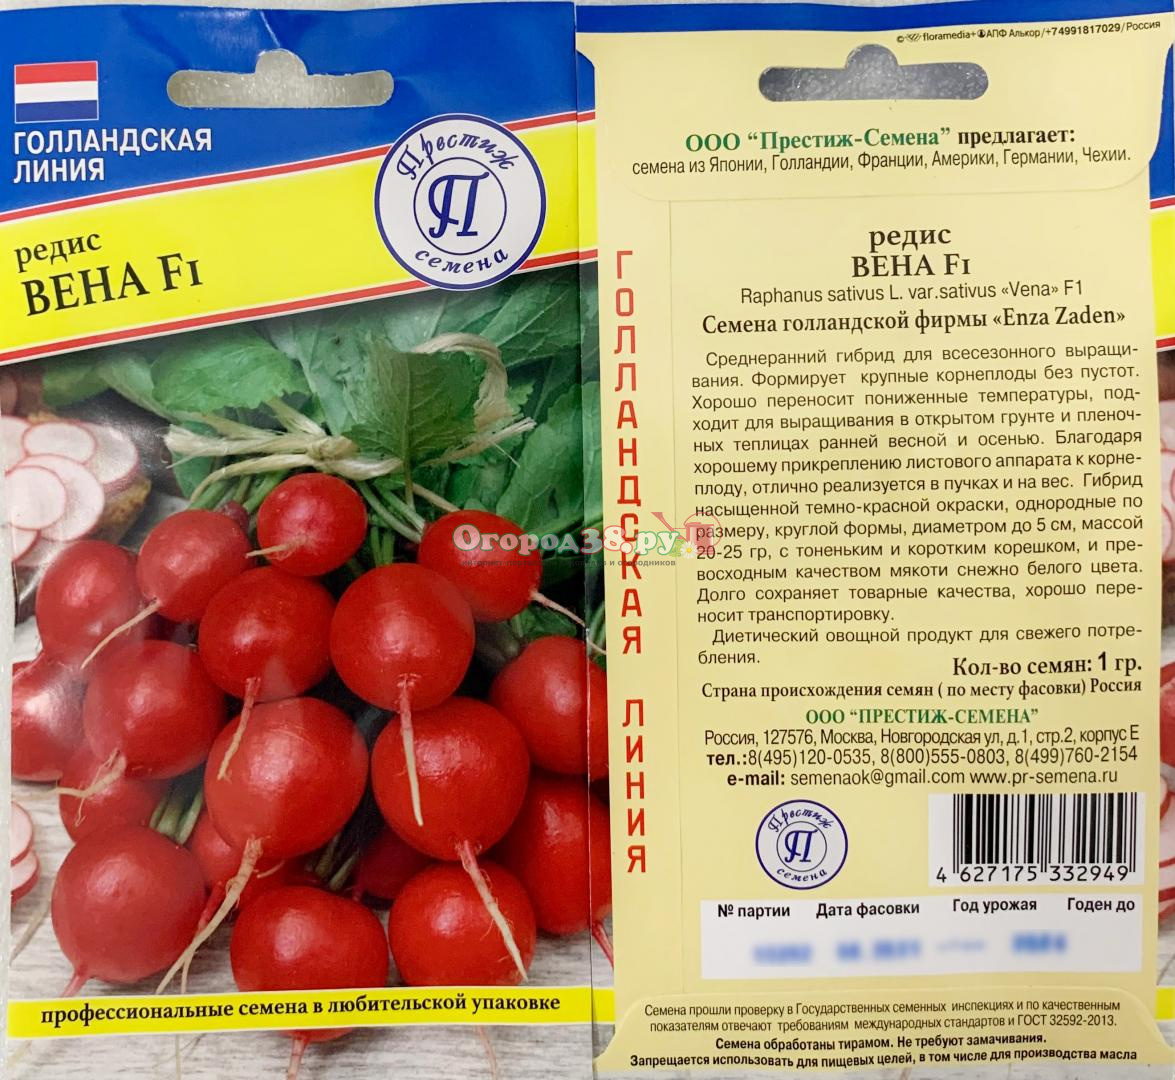 ГОЛЛАНДСКАЯ
ЛИНИЯ
Престиж
П
семена
редис
ВЕНА F1
Огород38.ру
профессиональные семена в любительской упаковке
© floramedia+ АПФ Алькор/+74991817029/Россия
ООО “Престиж-Семена” предлагает:
семена из Японии, Голландии, Франции, Америки, Германии, Чехии.
ГОЛЛАНДСКАЯ ЛИНИЯ
редис
ВЕНА F1
Raphanus sativus L. var.sativus «Vena» F1
Семена голландской фирмы «Enza Zaden»
Среднеранний гибрид для всесезонного выращи-
вания. Формирует крупные корнеплоды без пустот.
Хорошо переносит пониженные температуры, под-
ходит для выращивания в открытом грунте и пленоч-
ных теплицах ранней весной и осенью. Благодаря
хорошему прикреплению листового аппарата к корне-
плоду, отлично реализуется в пучках и на вес. Гибрид
насыщенной темно-красной окраски, однородные по
размеру, круглой формы, диаметром до 5 см, массой
20-25 гр, с тоненьким и коротким корешком, и пре-
восходным качеством мякоти снежно белого цвета.
Долго сохраняет товарные качества, хорошо пере-
носит транспортировку.
Диетический овощной продукт для свежего потре-
бления.
Кол-во семян: 1 гр.
Страна происхождения семян ( по месту фасовки) Россия
ООО “ПРЕСТИЖ-СЕМЕНА”
Россия, 127576, Москва, Новгородская ул, д.1, стр.2, корпус Е
тел.:8(495)120-0535, 8(800)555-0803, 8(499)760-2154
e-mail: semenaok@gmail.com www.pr-semena.ru
Престиж
П
семена
4 627175 332949
№ партии Дата фасовки Год урожая Годен до
Семена прошли проверку в Государственных семенных инспекциях и по качественным
показателям отвечают требованиям международных стандартов и ГОСТ 32592-2013.
Семена обработаны тирамом. Не требуют замачивания.
Запрещается использовать для пищевых целей, в том числе для производства масла